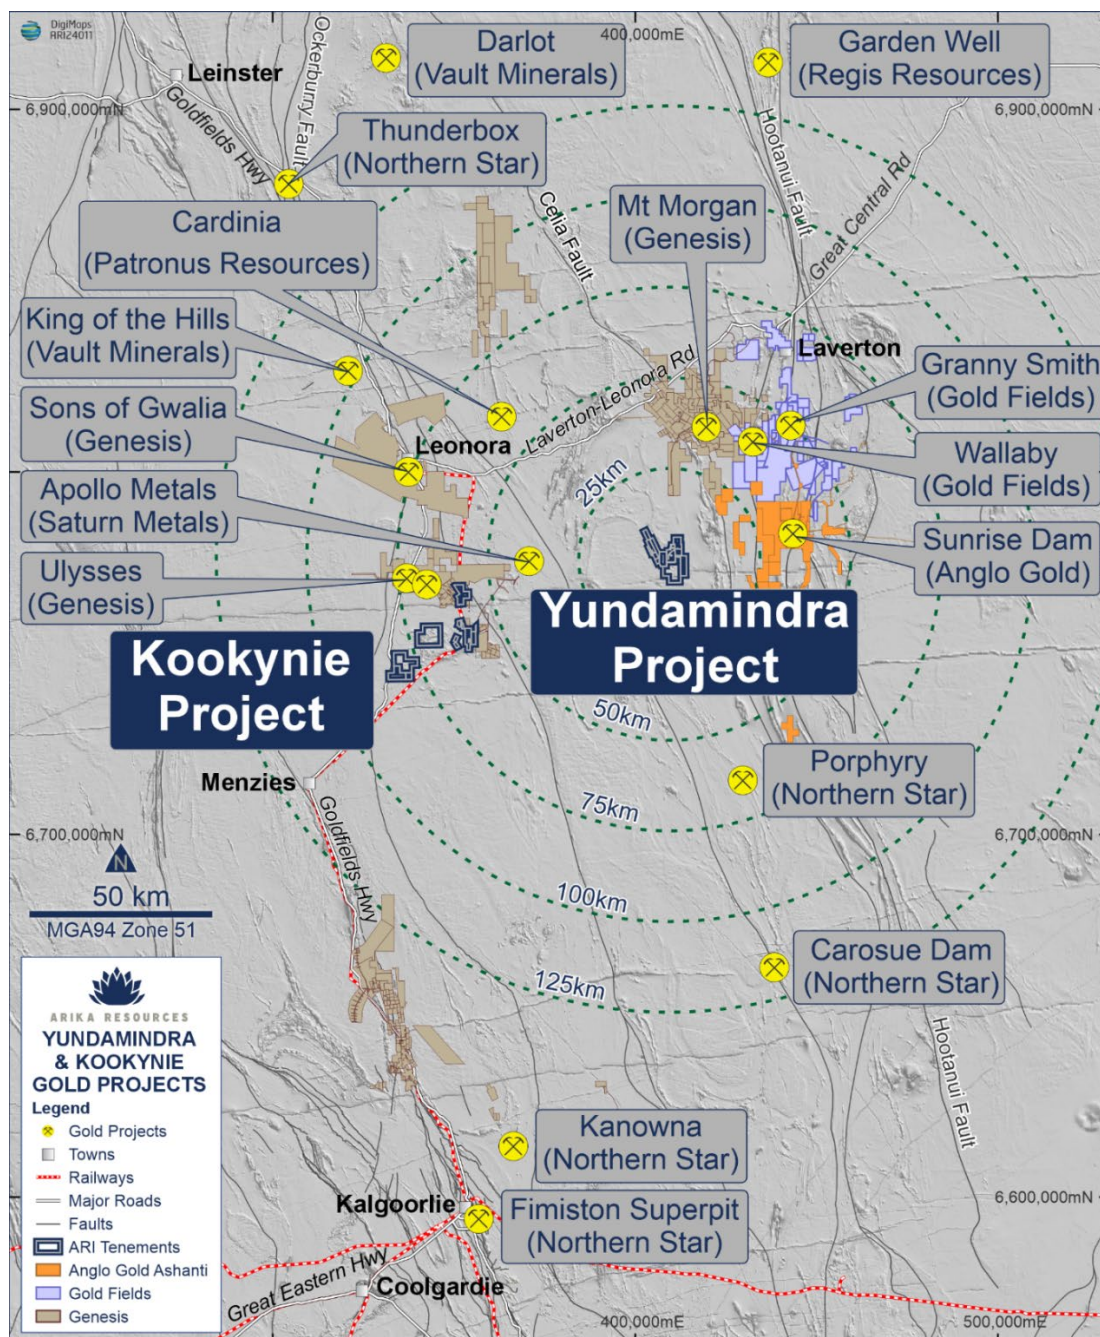 DigiMaps
ARI24011
Leinster
Ockerburry Fault
Darlot
(Vault Minerals)
400,000mE
Garden Well
(Regis Resources)
6,900,000mN
6,900,000mN
Goldfields Hwy
Thunderbox
(Northern Star)
Hootanui Fault
Great Central Rd
Cardinia
(Patronus Resources)
Celia Fault
Mt Morgan
(Genesis)
King of the Hills
(Vault Minerals)
Laverton
Laverton-Leonora Rd
Granny Smith
(Gold Fields)
Sons of Gwalia
(Genesis)
Leonora
Wallaby
(Gold Fields)
Apollo Metals
(Saturn Metals)
25km
Sunrise Dam
(Anglo Gold)
Ulysses
(Genesis)
Yundamindra
Project
Kookynie
Project
50km
Menzies
Porphyry
(Northern Star)
75km
Goldfields Hwy
6,700,000mN
6,700,000mN
N
50 km
MGA94 Zone 51
100km
125km
Carosue Dam
(Northern Star)
Hootanui Fault
ARIKA RESOURCES
YUNDAMINDRA
& KOOKYNIE
GOLD PROJECTS
Legend
Gold Projects
Towns
Railways
Major Roads
Faults
ARI Tenements
Anglo Gold Ashanti
Gold Fields
Genesis
Kanowna
(Northern Star)
Kalgoorlie
Fimiston Superpit
(Northern Star)
6,600,000mN
Great Eastern Hwy
Coolgardie
400,000mE
500,000mE